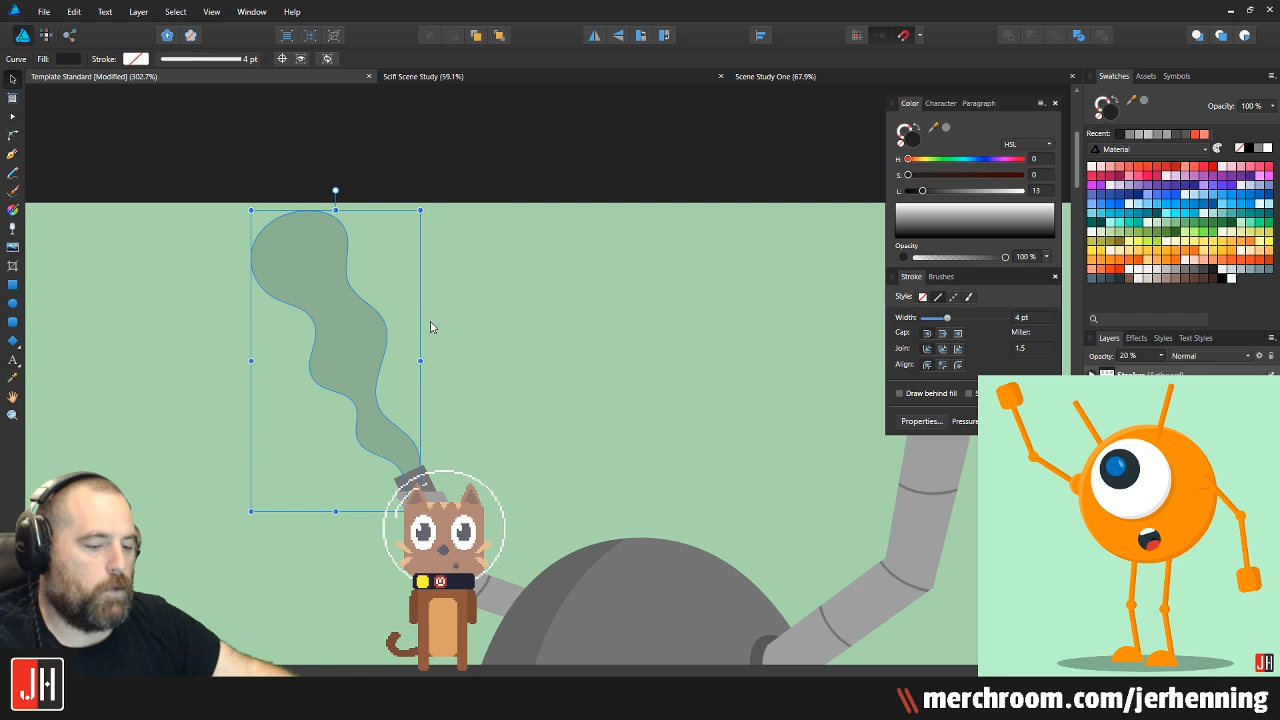 File Edit Text Layer Select View Window Help
Curve Fill: Stroke: 4 pt
Template Standard [Modified] (302.7%) Scifi Scene Study (59.1%) Scene Study One (67.9%)
Color Character Paragraph
HSL
H: 0
S: 0
L: 13
Opacity
100 %
Stroke Brushes
Style:
Width: 4 pt
Cap: Miter:
Join: 1.5
Align:
Draw behind fill S
Properties... Pressure
Swatches Assets Symbols
Opacity: 100 %
Recent:
Material
Layers Effects Styles Text Styles
Opacity: 20 % Normal
JH
JH
merchroom.com/jerhenning